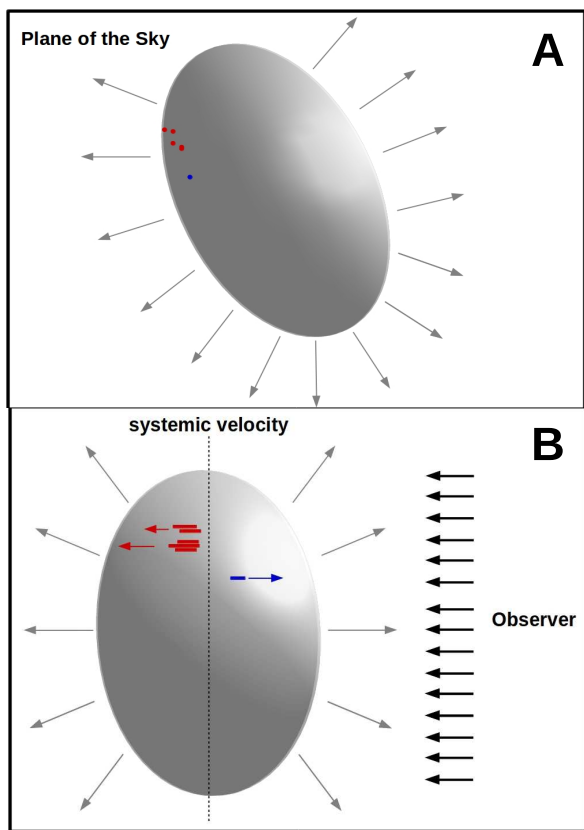 Plane of the Sky
A
systemic velocity
B
Observer